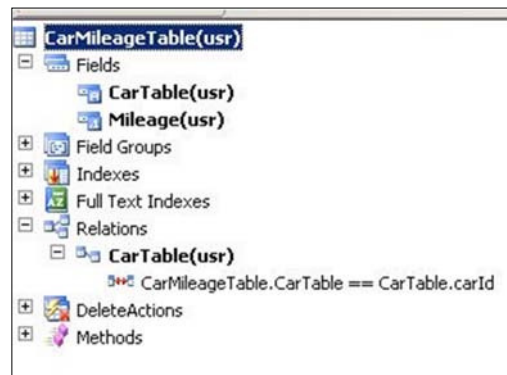 CarMileageTable(usr)
Fields
CarTable(usr)
Mileage(usr)
Field Groups
Indexes
Full Text Indexes
Relations
CarTable(usr)
CarMileageTable.CarTable == CarTable.carId
DeleteActions
Methods